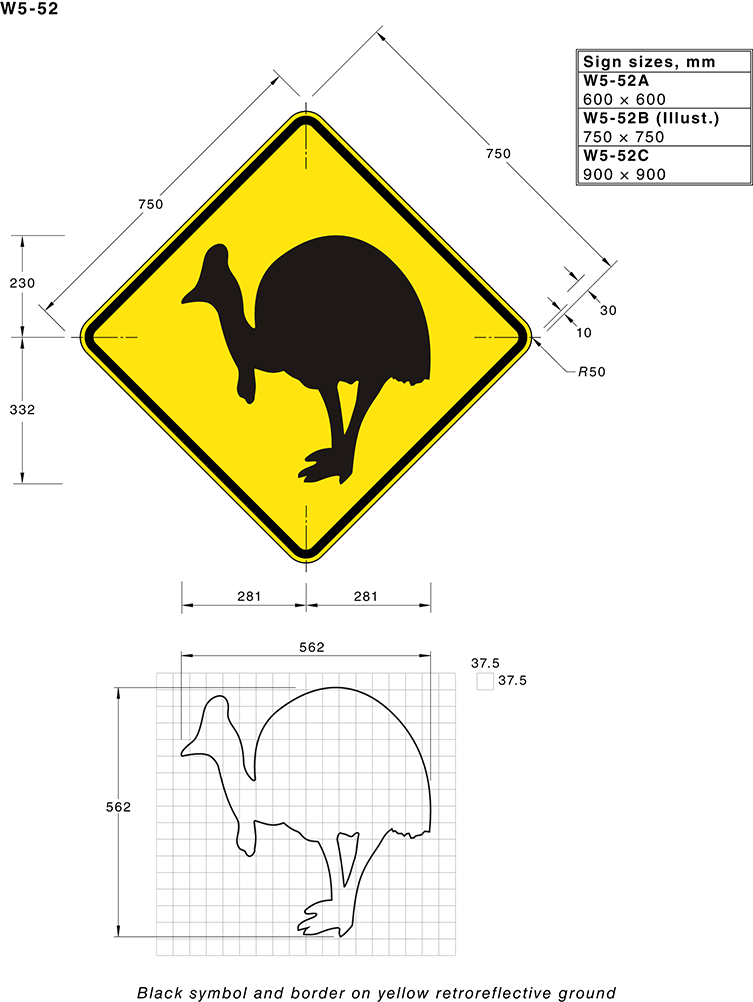 W5-52
Sign sizes, mm
W5-52A
600 × 600
W5-52B (Illust.)
750 × 750
W5-52C
900 × 900
750
750
230
30
10
R50
332
281
281
562
37.5
37.5
562
Black symbol and border on yellow retroreflective ground